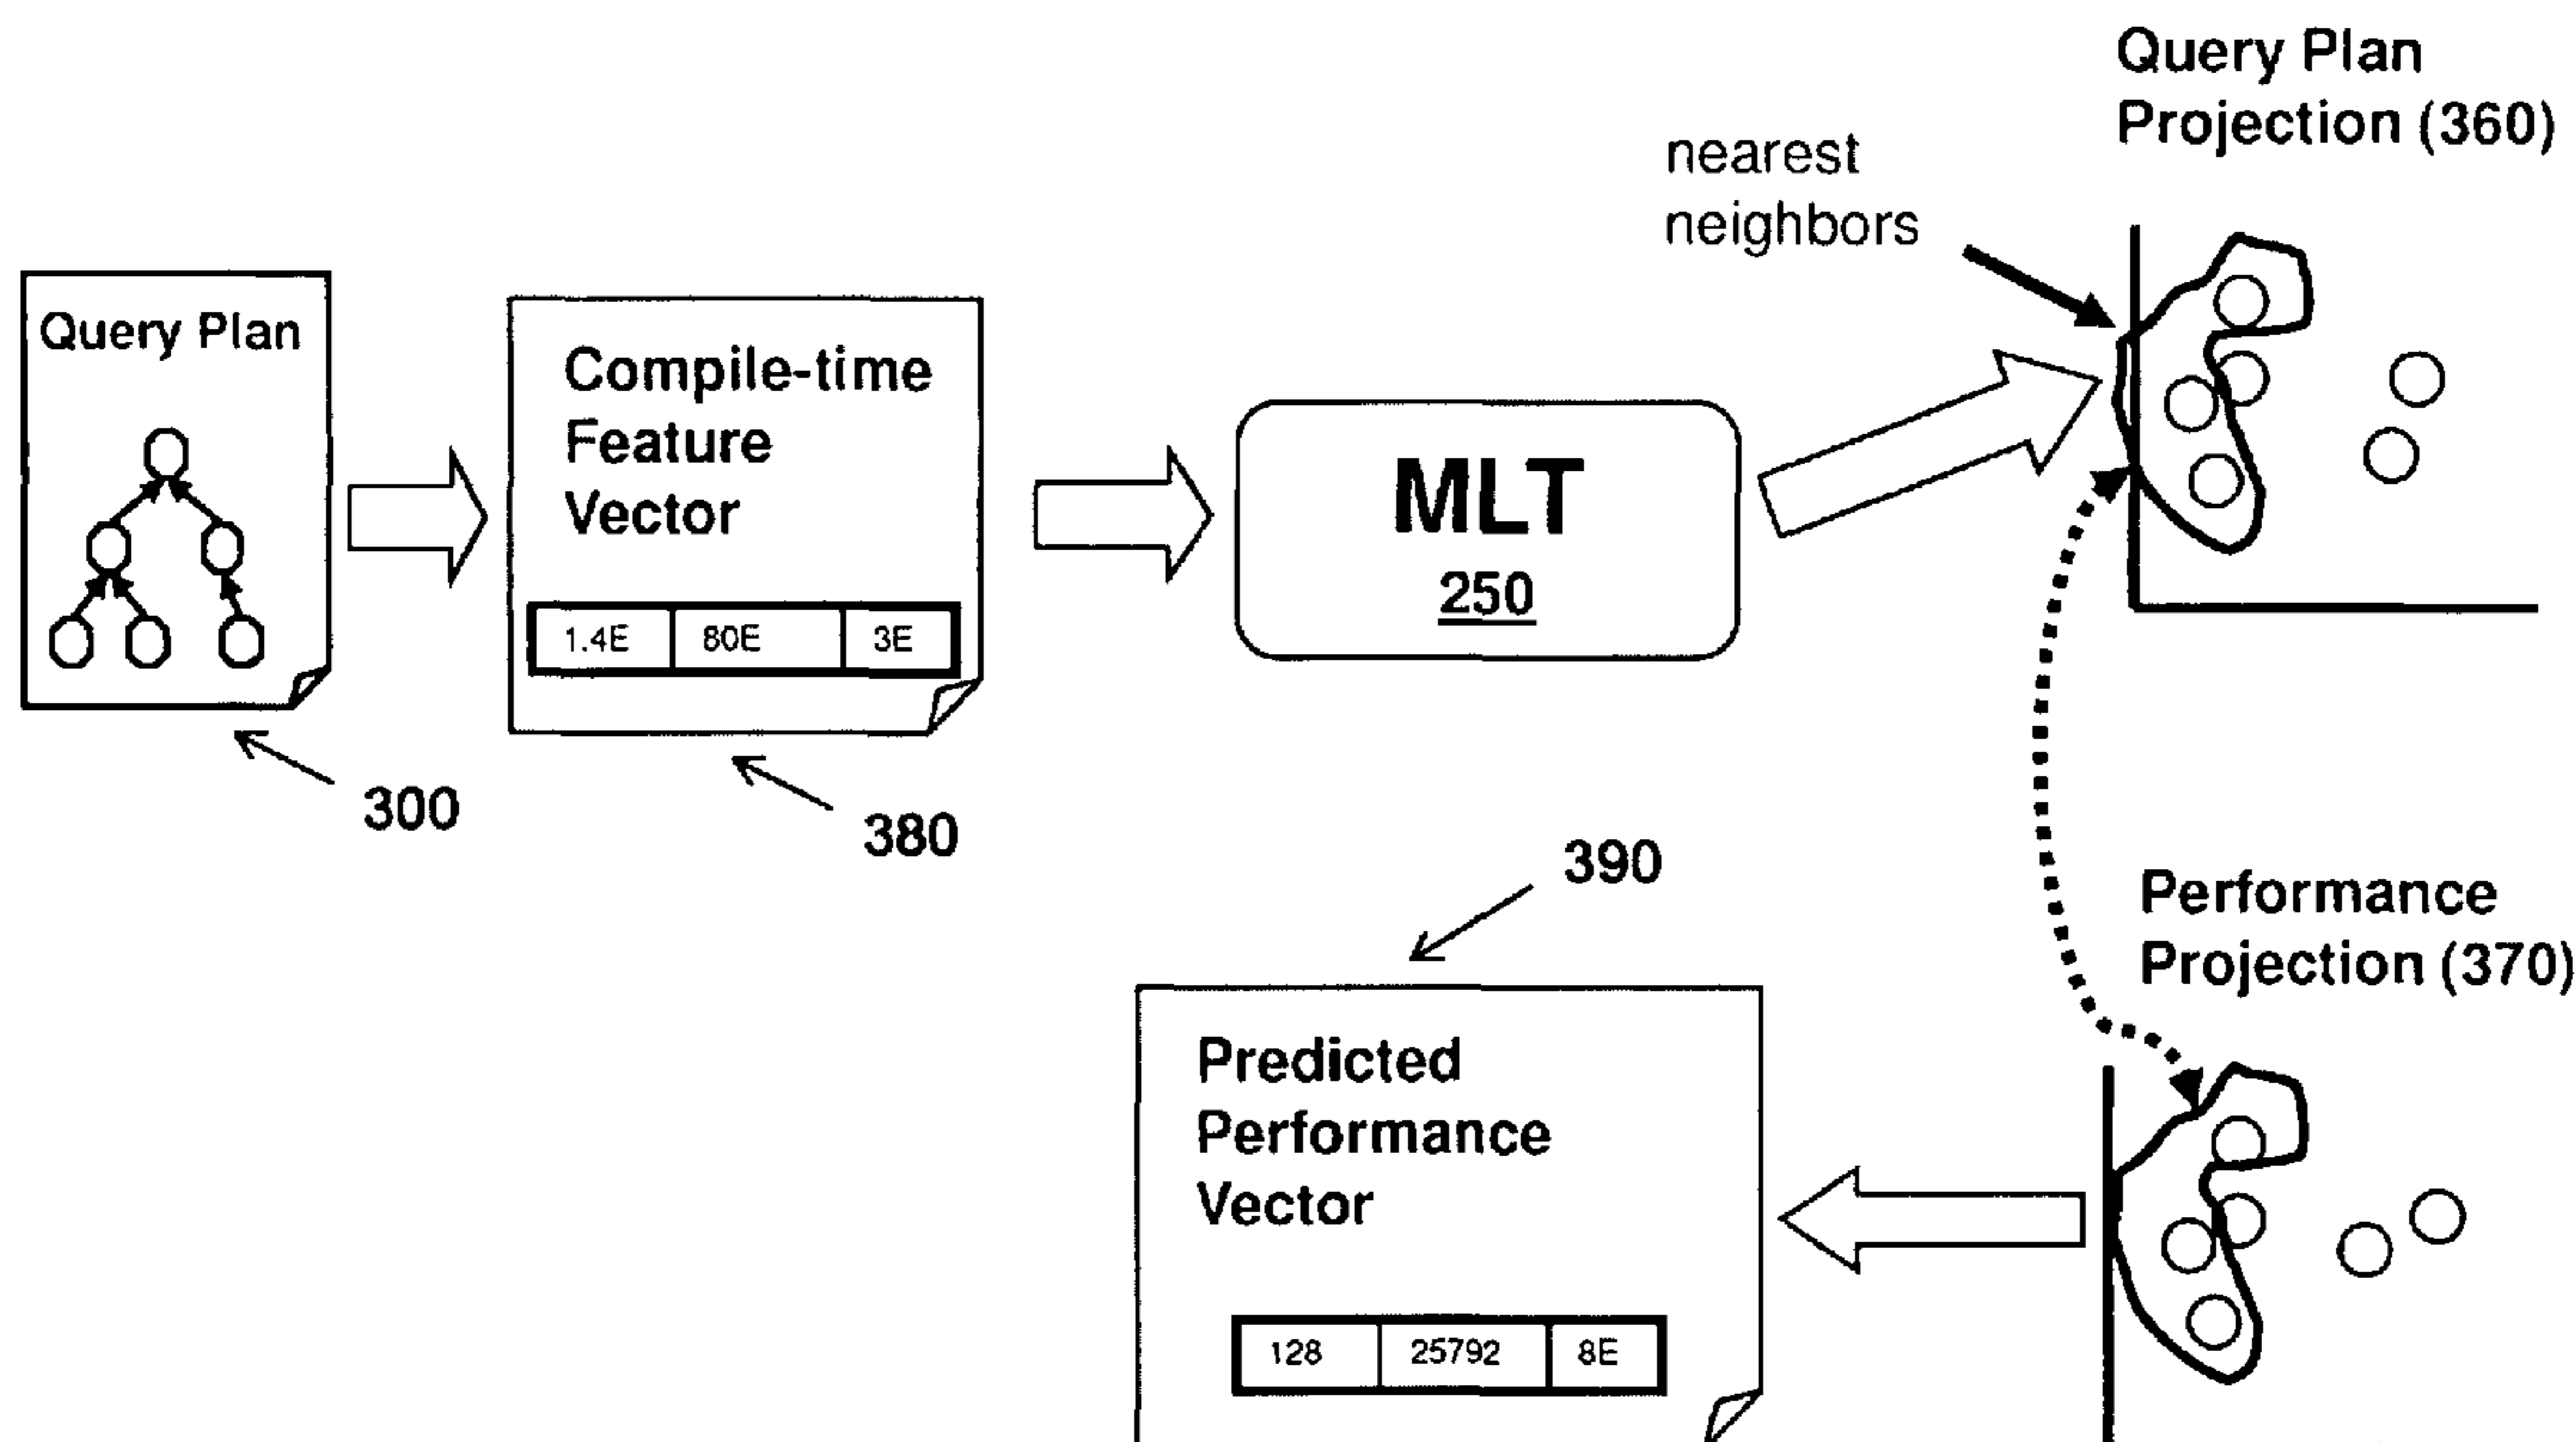 Query Plan
Projection (360)
nearest
neighbors
Query Plan
Compile-time
Feature
Vector
1.4E 80E 3E
MLT
250
300
380
390
Performance
Projection (370)
Predicted
Performance
Vector
128 25792 8E